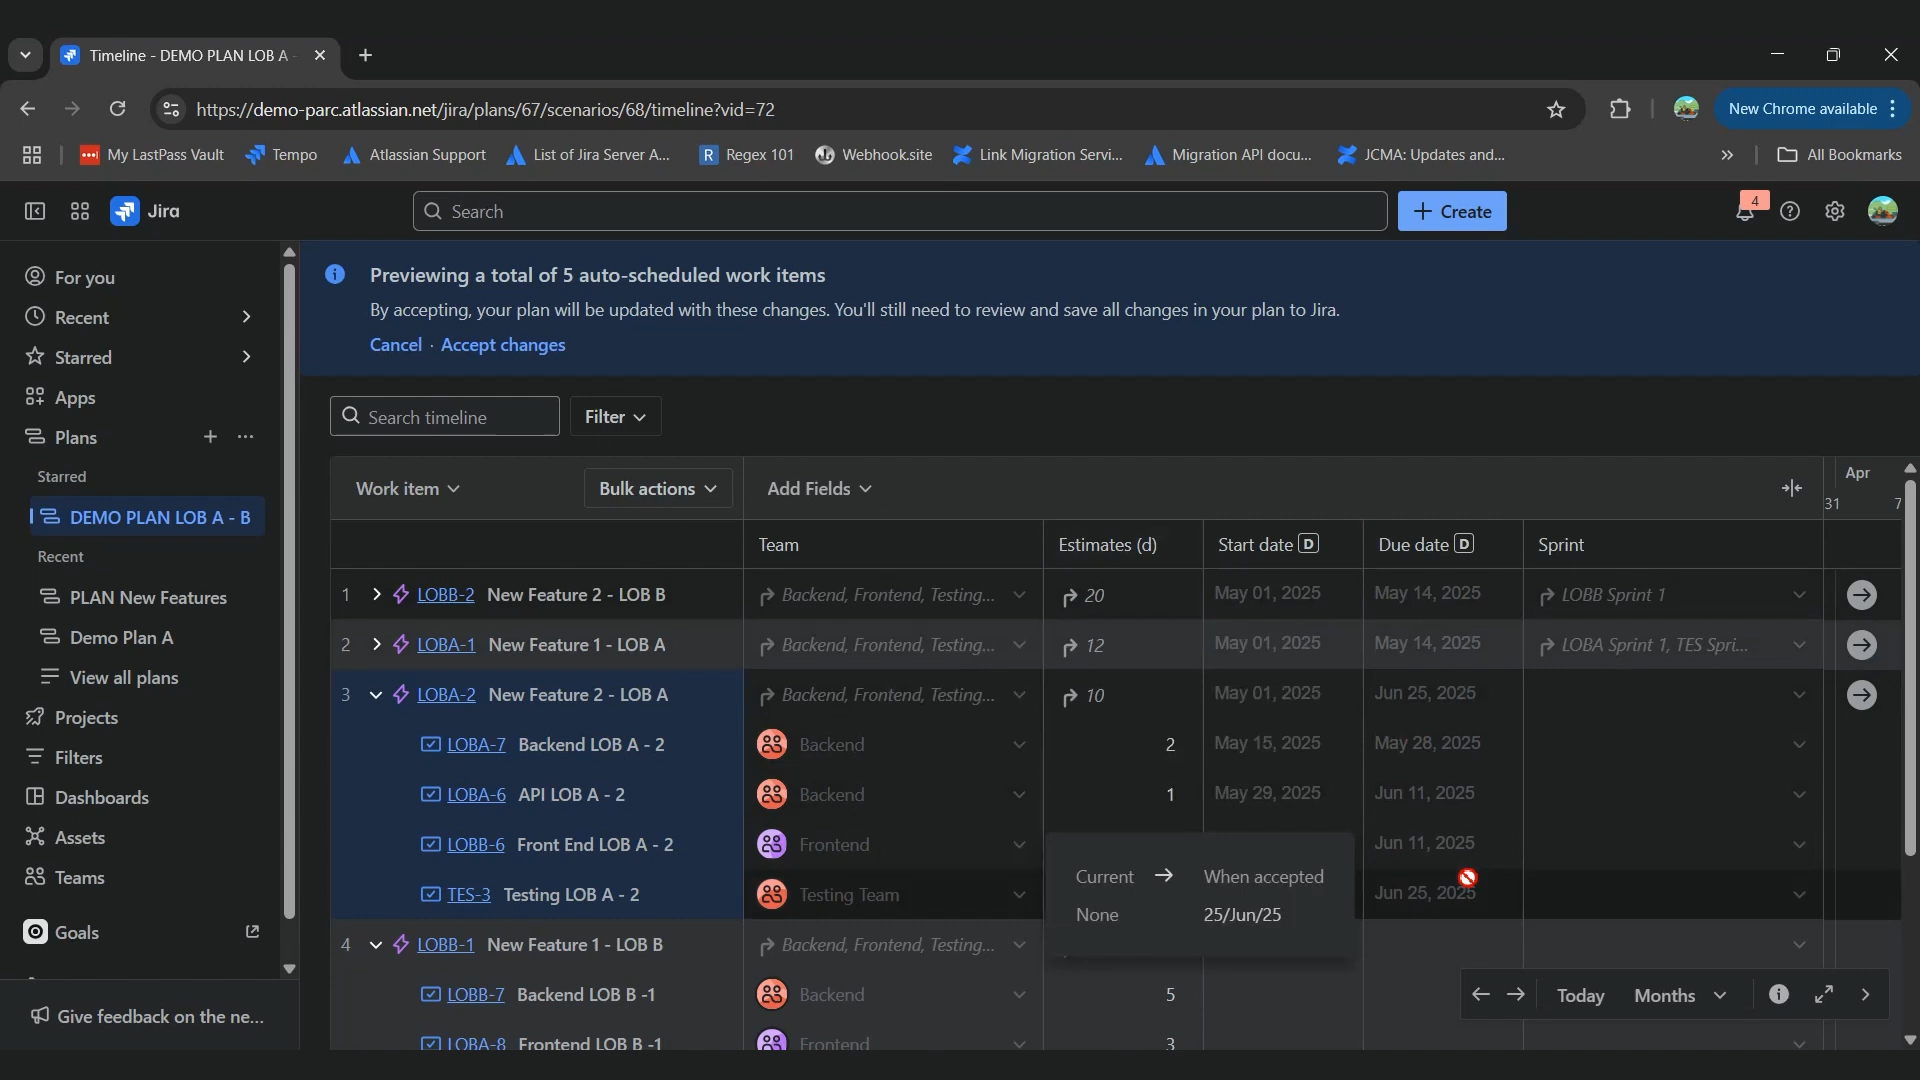 Timeline - DEMO PLAN LOB A -
https://demo-parc.atlassian.net/jira/plans/67/scenarios/68/timeline?vid=72
New Chrome available
My LastPass Vault
Tempo
Atlassian Support
List of Jira Server A...
R Regex 101
Webhook.site
Link Migration Servi...
Migration API docu...
JCMA: Updates and...
All Bookmarks
Jira
Search
Create
4
For you
Recent
Starred
Apps
Plans
Starred
DEMO PLAN LOB A - B
Recent
PLAN New Features
Demo Plan A
View all plans
Projects
Filters
Dashboards
Assets
Teams
Goals
Give feedback on the ne...
Previewing a total of 5 auto-scheduled work items
By accepting, your plan will be updated with these changes. You'll still need to review and save all changes in your plan to Jira.
Cancel · Accept changes
Search timeline
Filter
Work item
Bulk actions
Add Fields
Apr
31 7
Team Estimates (d) Start date D Due date D Sprint
1 LOBB-2 New Feature 2 - LOB B Backend, Frontend, Testing... 20 May 01, 2025 May 14, 2025 LOBB Sprint 1
2 LOBA-1 New Feature 1 - LOB A Backend, Frontend, Testing... 12 May 01, 2025 May 14, 2025 LOBA Sprint 1, TES Spri...
3 LOBA-2 New Feature 2 - LOB A Backend, Frontend, Testing... 10 May 01, 2025 Jun 25, 2025
LOBA-7 Backend LOB A - 2 Backend 2 May 15, 2025 May 28, 2025
LOBA-6 API LOB A - 2 Backend 1 May 29, 2025 Jun 11, 2025
LOBB-6 Front End LOB A - 2 Frontend Jun 11, 2025
TES-3 Testing LOB A - 2 Testing Team Jun 25, 2025
Current When accepted
None 25/Jun/25
4 LOBB-1 New Feature 1 - LOB B Backend, Frontend, Testing...
LOBB-7 Backend LOB B -1 Backend 5
LOBA-8 Frontend LOB B -1 Frontend 3
Today Months